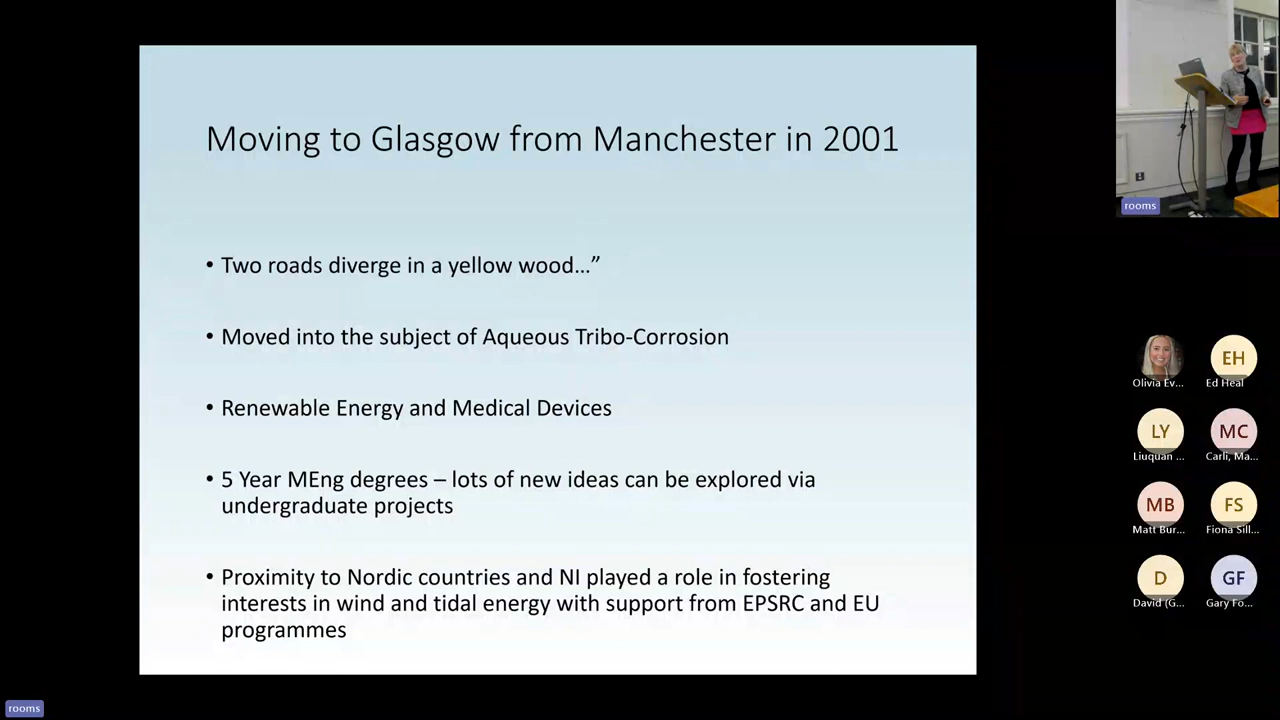 Moving to Glasgow from Manchester in 2001
• Two roads diverge in a yellow wood…”
• Moved into the subject of Aqueous Tribo-Corrosion
• Renewable Energy and Medical Devices
• 5 Year MEng degrees – lots of new ideas can be explored via
undergraduate projects
• Proximity to Nordic countries and NI played a role in fostering
interests in wind and tidal energy with support from EPSRC and EU
programmes
rooms
Olivia Ev...
EH
Ed Heal
LY
Liuquan ...
MC
Carli, Ma...
MB
Matt Bur...
FS
Fiona Sill...
D
David (G...
GF
Gary Fo...
rooms